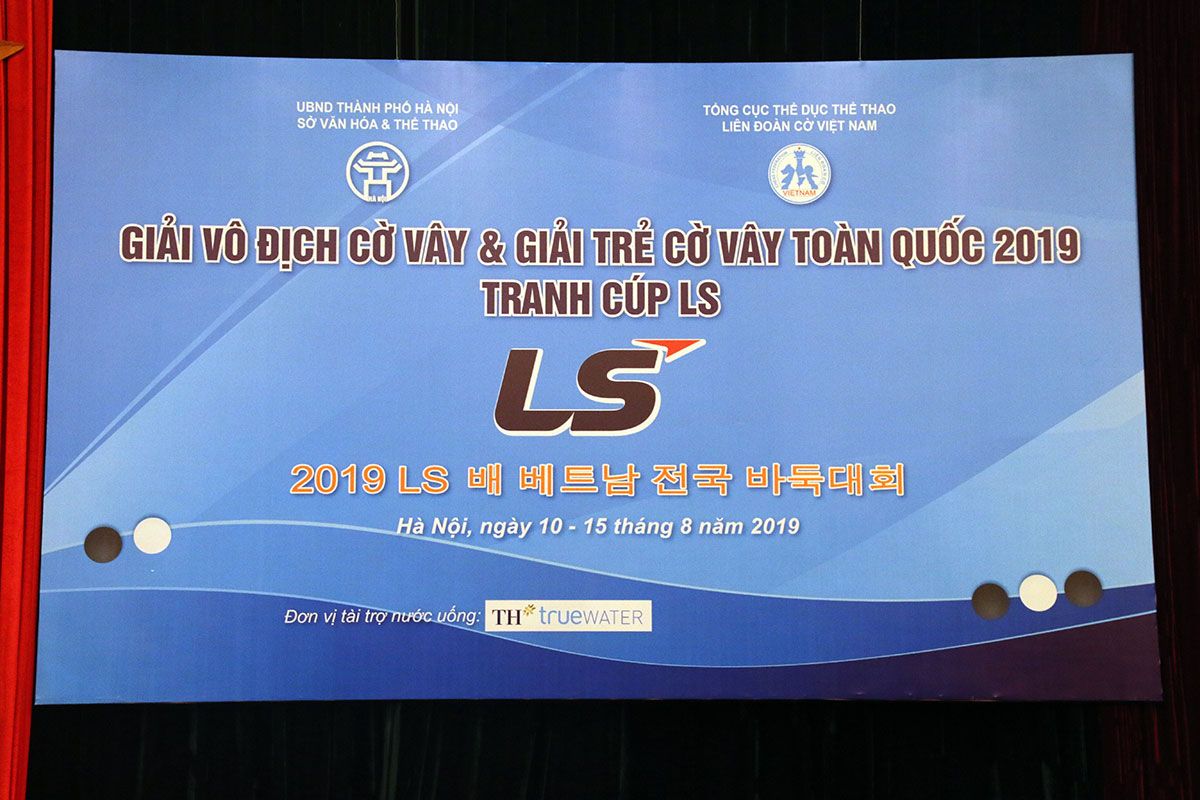 UBND THÀNH PHỐ HÀ NỘI
SỞ VĂN HÓA & THỂ THAO
HÀ NỘI
TỔNG CỤC THỂ DỤC THỂ THAO
LIÊN ĐOÀN CỜ VIỆT NAM
VIETNAM
GIẢI VÔ ĐỊCH CỜ VÂY & GIẢI TRẺ CỜ VÂY TOÀN QUỐC 2019
TRANH CÚP LS
LS
2019 LS 배 베트남 전국 바둑대회
Hà Nội, ngày 10 - 15 tháng 8 năm 2019
Đơn vị tài trợ nước uống: TH trueWATER